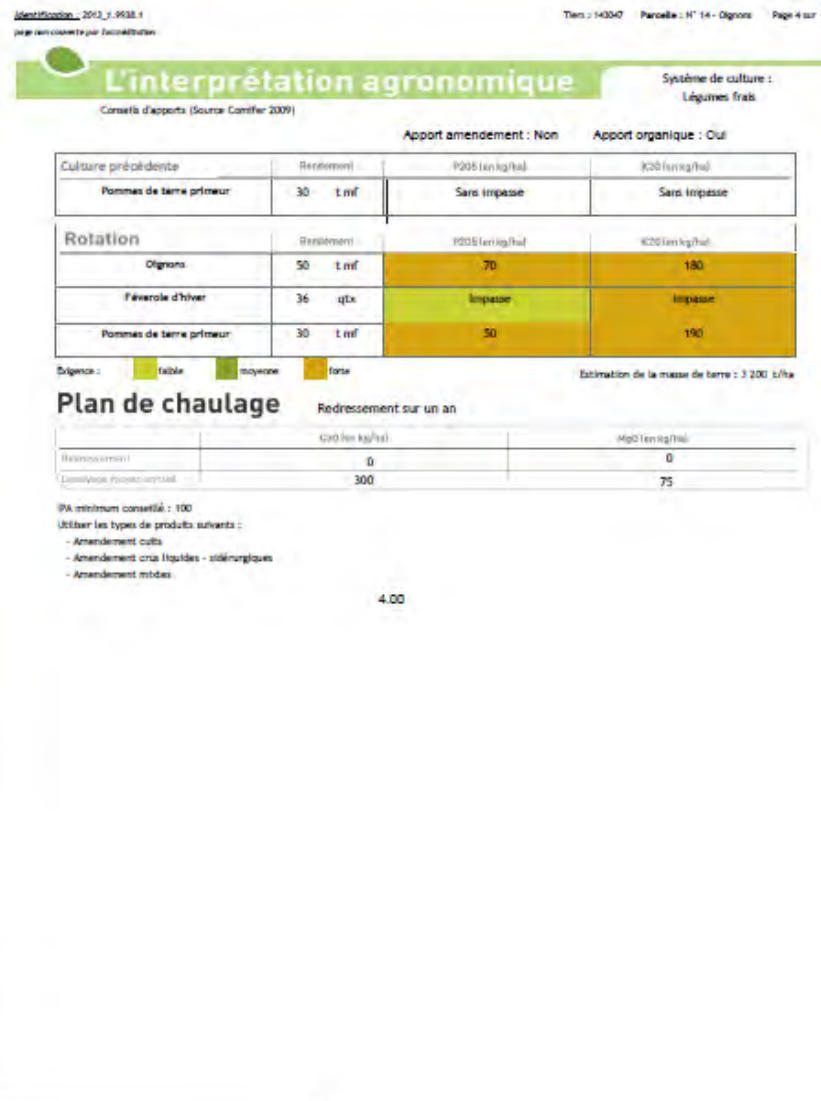 Identification : 2013_t.9938.1
Tiers : 143047 Parcelle : N° 14 - Oignons Page 4 sur
page non couverte par l'accréditation
L'interprétation agronomique
Système de culture :
Légumes frais
Conseils d'apports (Source Comifer 2009)
Apport amendement : Non Apport organique : Oui
Culture précédente Rendement P2O5 (en kg/ha) K2O (en kg/ha)
Pommes de terre primeur 30 t mf Sans impasse Sans impasse
Rotation Rendement P2O5 (en kg/ha) K2O (en kg/ha)
Oignons 50 t mf 70 180
Féverole d'hiver 36 qtx Impasse Impasse
Pommes de terre primeur 30 t mf 50 190
Exigence : faible moyenne forte
Estimation de la masse de terre : 3 200 t/ha
Plan de chaulage Redressement sur un an
CaO (en kg/ha) MgO (en kg/ha)
Redressement 0 0
300 75
IPA minimum conseillé : 100
Utiliser les types de produits suivants :
- Amendement cuits
- Amendement crus liquides - sidérurgiques
- Amendement mixtes
4.00